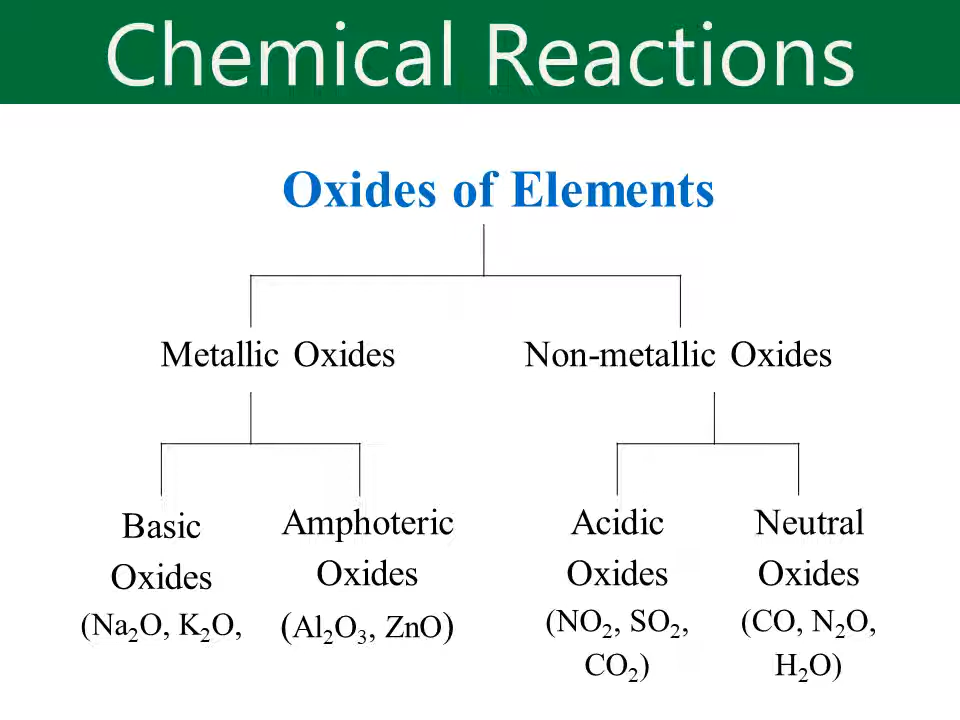 Chemical Reactions
Oxides of Elements
Metallic Oxides
Non-metallic Oxides
Basic
Oxides
(Na₂O, K₂O,
Amphoteric
Oxides
(Al₂O₃, ZnO)
Acidic
Oxides
(NO₂, SO₂,
CO₂)
Neutral
Oxides
(CO, N₂O,
H₂O)